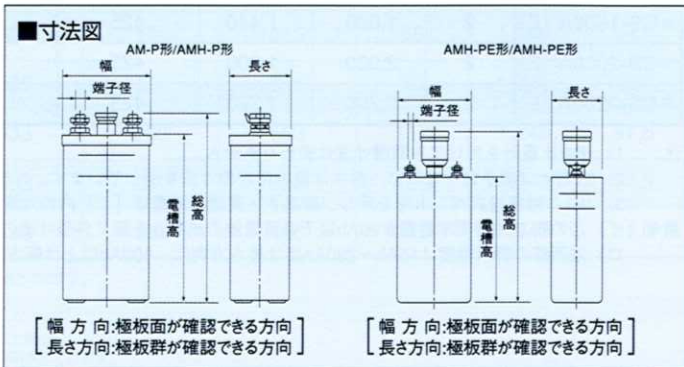 ■寸法図
AM-P形/AMH-P形
幅
長さ
端子径
総高
電槽高
[幅方向:極板面が確認できる方向
長さ方向:極板群が確認できる方向]
AMH-PE形/AHH-PE形
幅
長さ
端子径
総高
電槽高
[幅方向:極板面が確認できる方向
長さ方向:極板群が確認できる方向]